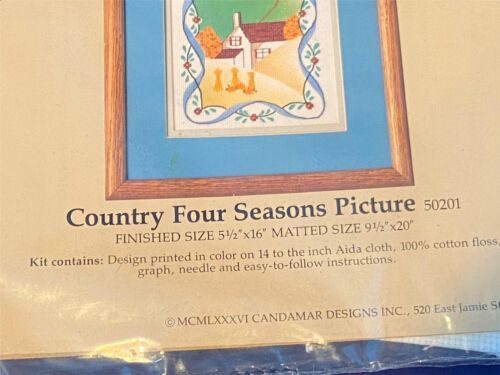 Country Four Seasons Picture 50201
FINISHED SIZE 5½"x16" MATTED SIZE 9½"x20"
Kit contains: Design printed in color on 14 to the inch Aida cloth, 100% cotton floss,
graph, needle and easy-to-follow instructions.
©MCMLXXXVI CANDAMAR DESIGNS INC., 520 East Jamie St